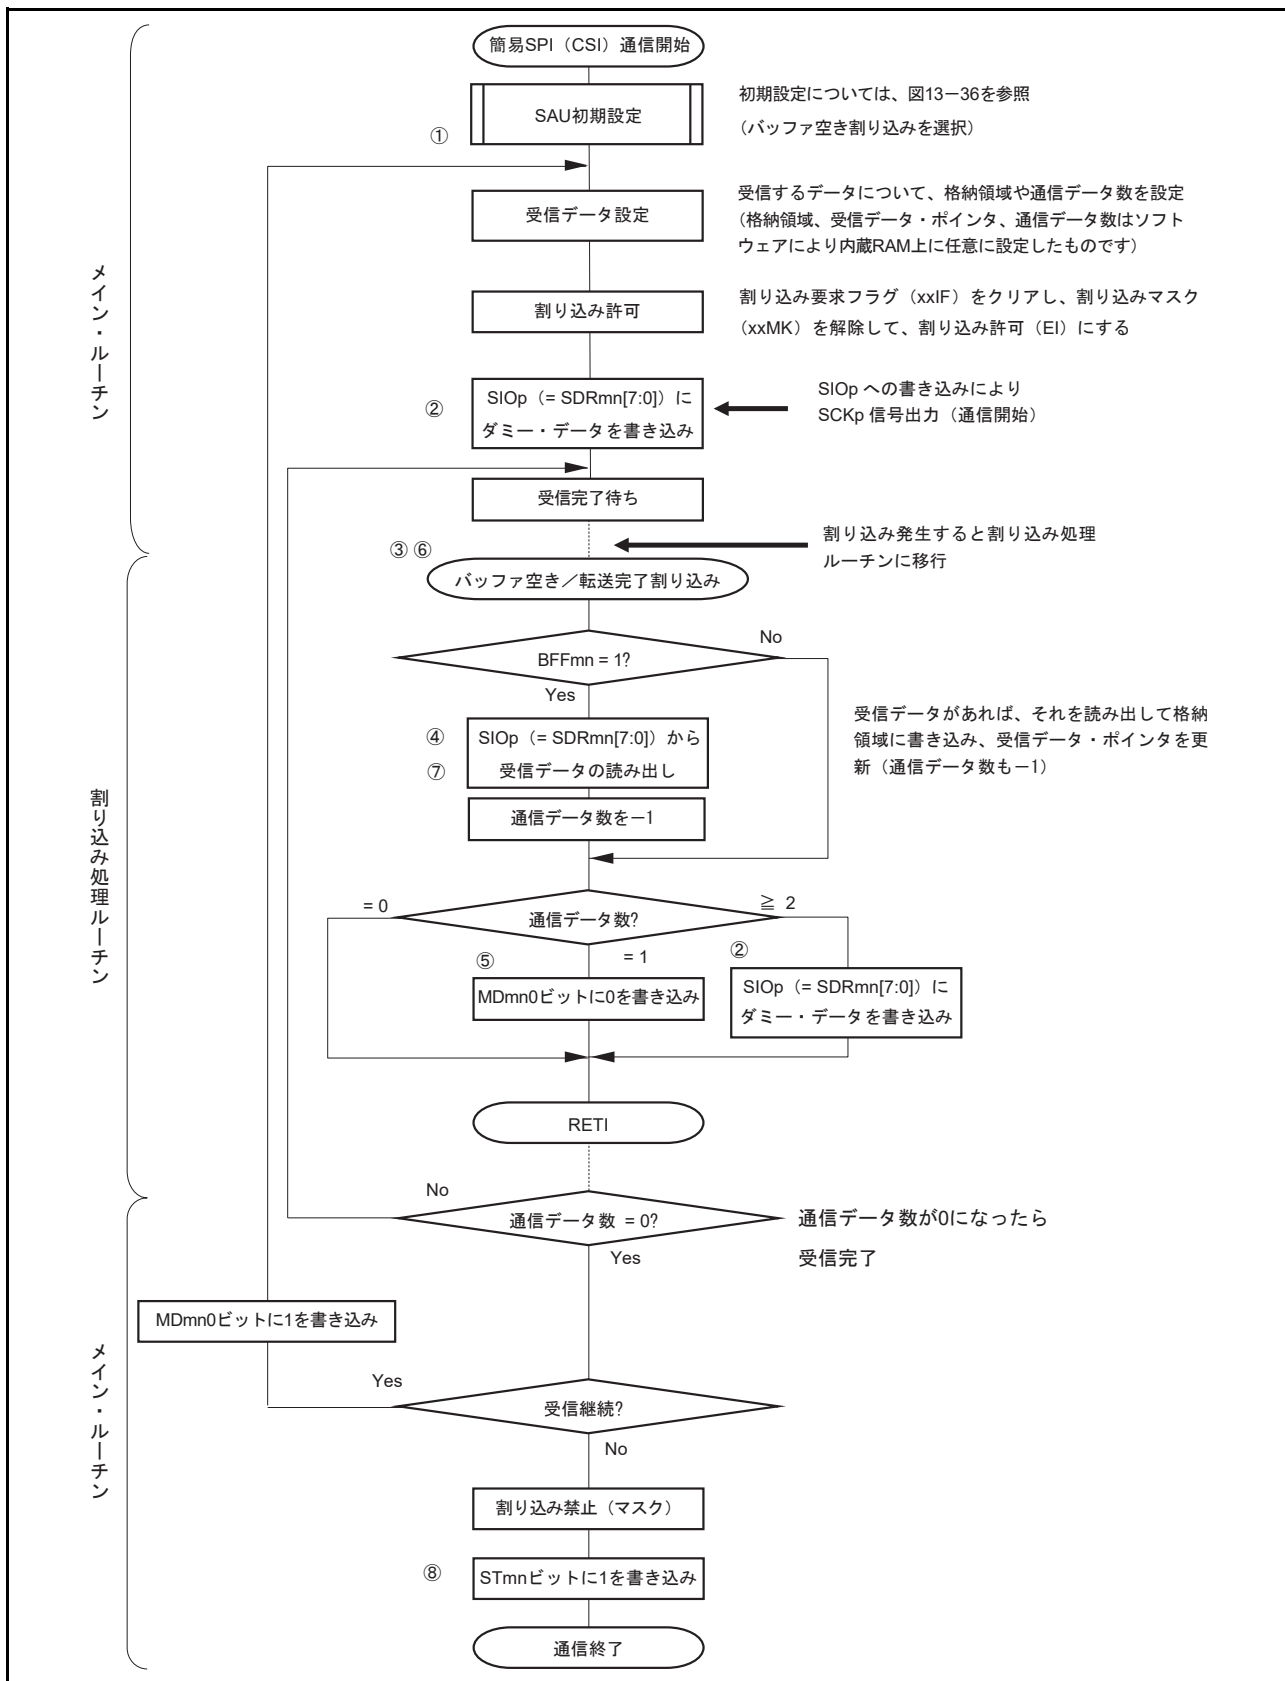 簡易SPI（CSI）通信開始
SAU初期設定
初期設定については、図13－36を参照
（バッファ空き割り込みを選択）
①
受信データ設定
受信するデータについて、格納領域や通信データ数を設定
（格納領域、受信データ・ポインタ、通信データ数はソフト
ウェアにより内蔵RAM上に任意に設定したものです）
メイン・ルーチン
割り込み許可
割り込み要求フラグ（xxIF）をクリアし、割り込みマスク
（xxMK）を解除して、割り込み許可（EI）にする
②
SIOp（= SDRmn[7:0]）に
ダミー・データを書き込み
SIOp への書き込みにより
SCKp 信号出力（通信開始）
受信完了待ち
割り込み発生すると割り込み処理
ルーチンに移行
③ ⑥
バッファ空き／転送完了割り込み
BFFmn = 1?
No
Yes
④
⑦
SIOp（= SDRmn[7:0]）から
受信データの読み出し
受信データがあれば、それを読み出して格納
領域に書き込み、受信データ・ポインタを更
新（通信データ数も－1）
通信データ数を－1
割り込み処理ルーチン
= 0
通信データ数?
≧ 2
= 1
⑤
MDmn0ビットに0を書き込み
②
SIOp（= SDRmn[7:0]）に
ダミー・データを書き込み
RETI
No
通信データ数 = 0?
通信データ数が0になったら
受信完了
Yes
MDmn0ビットに1を書き込み
メイン・ルーチン
Yes
受信継続?
No
割り込み禁止（マスク）
⑧
STmnビットに1を書き込み
通信終了